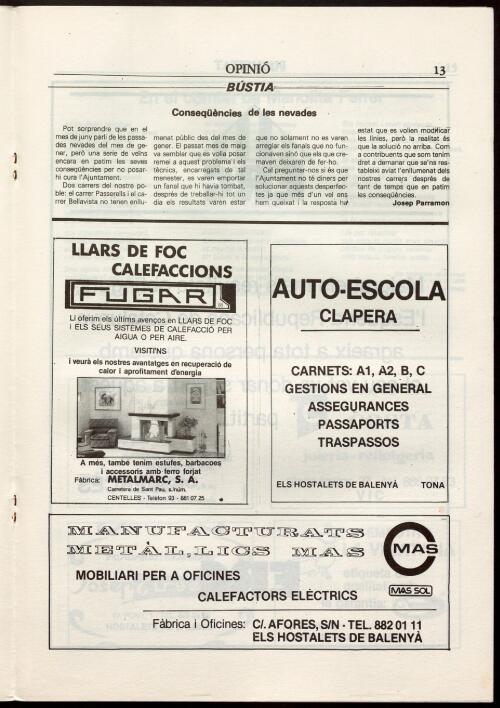 OPINIÓ
13
BÚSTIA
Conseqüències de les nevades
Pot sorprendre que en el
mes de juny parli de les passa-
des nevades del mes de ge-
ner, però una serie de veïns
encara en patim les seves
conseqüències per no posar-
hi cura l'Ajuntament.
Dos carrers del nostre po-
ble: el carrer Passerells i el ca-
rrer Bellavista no tenen enllu-
menat públic des del mes de
gener. El passat mes de maig
va semblar que es volia posar
remei a aquest problema i els
tècnics, encarregats de tal
menester, es varen emportar
un fanal que hi havia tombat,
després de treballar-hi tot un
dia els resultats varen estar
que no solament no es varen
arreglar els fanals que no fun-
cionaven sinó que els que cre-
maven deixaren de fer-ho.
Cal preguntar-nos si és que
l'Ajuntament no té diners per
solucionar aquests desperfec-
tes ja que més d'un vel ens
hem queixat i la resposta ha
estat que es volien modificar
les línies, però la realitat és
que la solució no arriba. Com
a contribuents que som tenim
dret a demanar que se'ns res-
tableixi aviat l'enllumenat dels
nostres carrers després de
tant de temps que en patim
les conseqüències.
Josep Parramon
LLARS DE FOC
CALEFACCIONS
FUGAR
Li oferim els últims avenços en LLARS DE FOC
i ELS SEUS SISTEMES DE CALEFACCIÓ PER
AIGUA O PER AIRE.
VISITI'NS
i veurà els nostres avantatges en recuperació de
calor i aprofitament d'energia
A més, també tenim estufes, barbacoes
i accessoris amb ferro forjat
Fàbrica: METALMARC, S. A.
Carretera de Sant Pau, s/núm.
CENTELLES - Telèfon 93 - 881 07 25
AUTO-ESCOLA
CLAPERA
CARNETS: A1, A2, B, C
GESTIONS EN GENERAL
ASSEGURANCES
PASSAPORTS
TRASPASSOS
ELS HOSTALETS DE BALENYÀ TONA
MANUFACTURATS
METÀL,LICS MAS
MAS
MOBILIARI PER A OFICINES
CALEFACTORS ELÈCTRICS
MAS SOL
Fàbrica i Oficines: C/. AFORES, S/N - TEL. 882 01 11
ELS HOSTALETS DE BALENYÀ